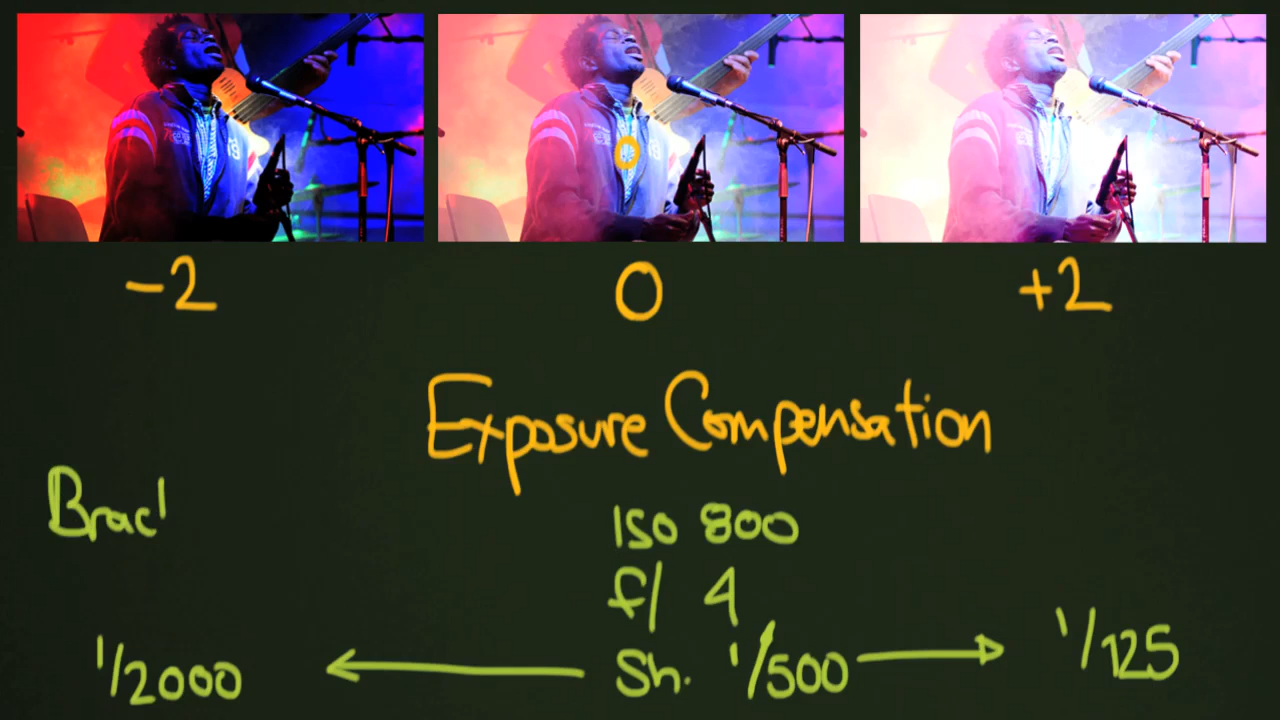 -2
0
+2
Exposure Compensation
Brac
Iso 800
f/ 4
1/2000
Sh. 1/500
1/125